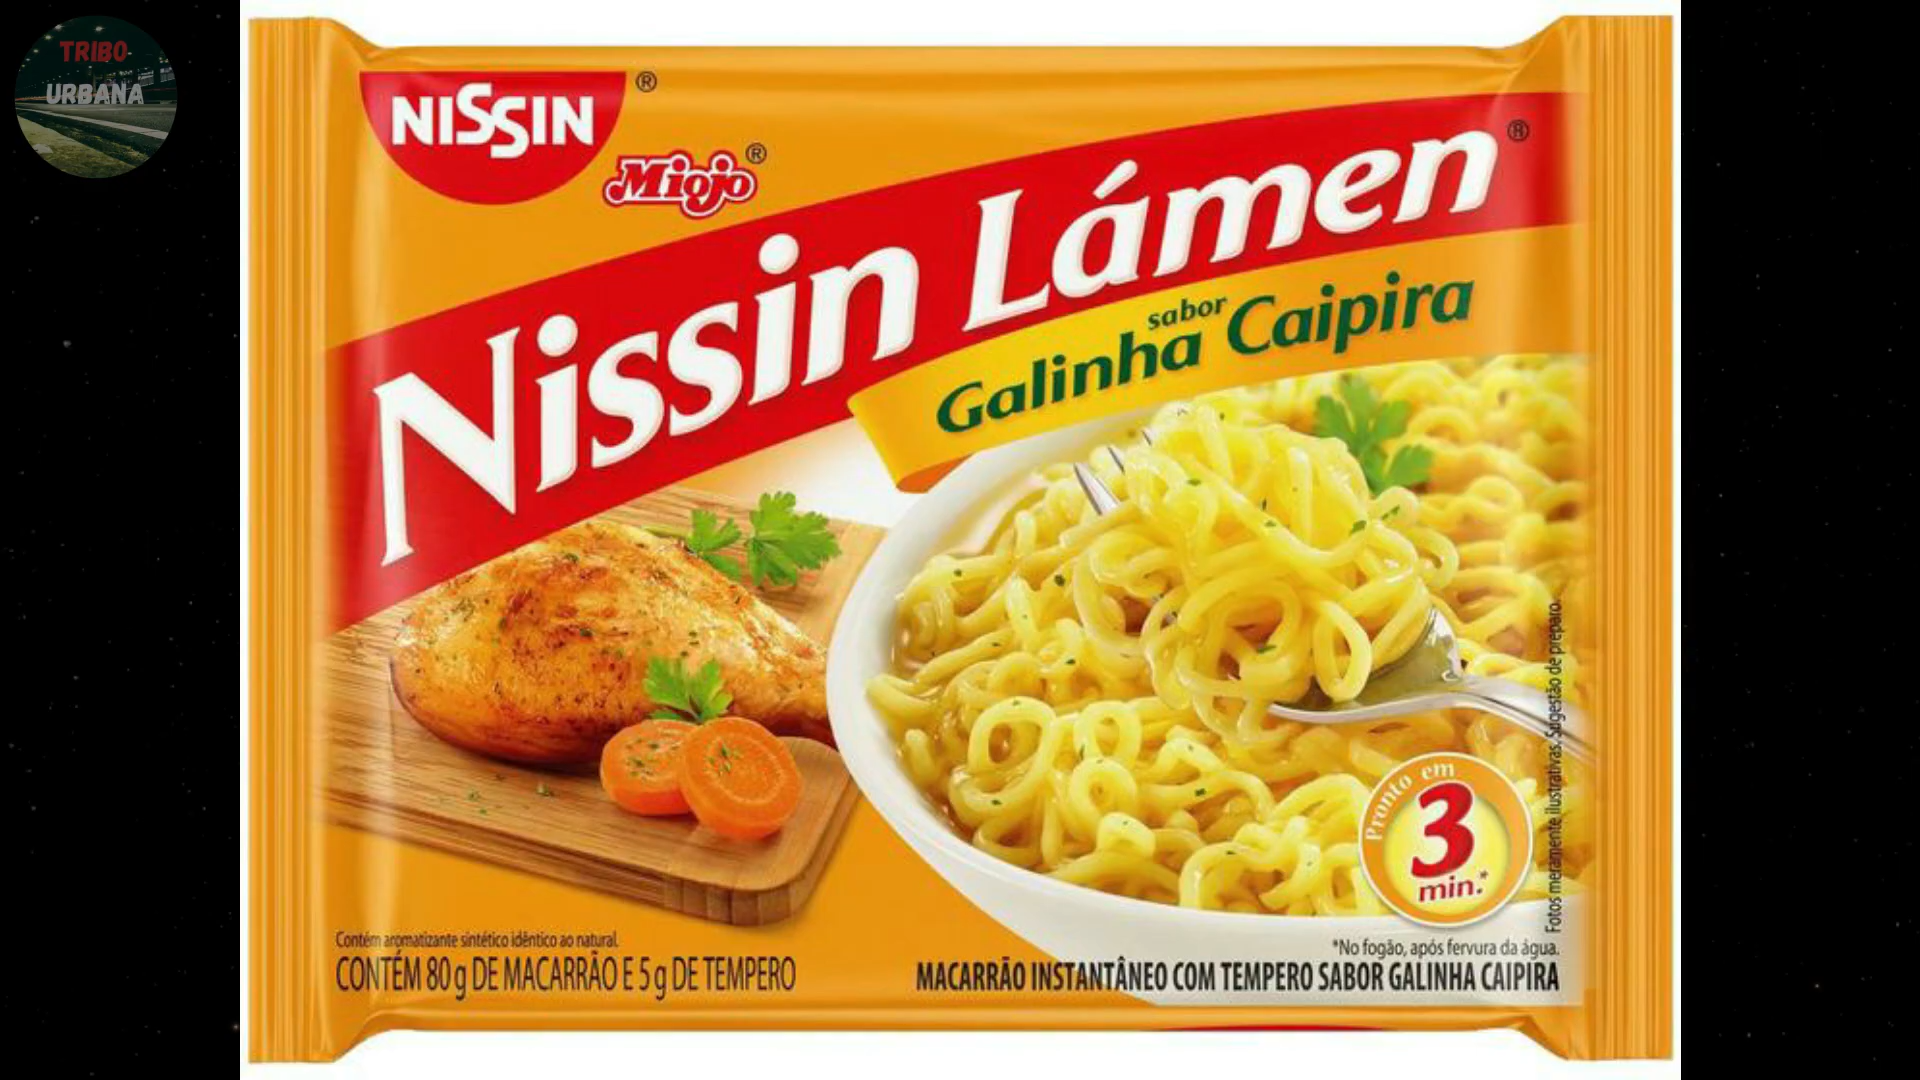 TRIBO
URBANA
NISSIN®
Miojo®
Nissin Lámen®
sabor
Galinha Caipira
Pronto em
3
min.*
Fotos meramente ilustrativas. Sugestão de preparo.
Contém aromatizante sintético idêntico ao natural.
CONTÉM 80 g DE MACARRÃO E 5 g DE TEMPERO
*No fogão, após fervura da água.
MACARRÃO INSTANTÂNEO COM TEMPERO SABOR GALINHA CAIPIRA